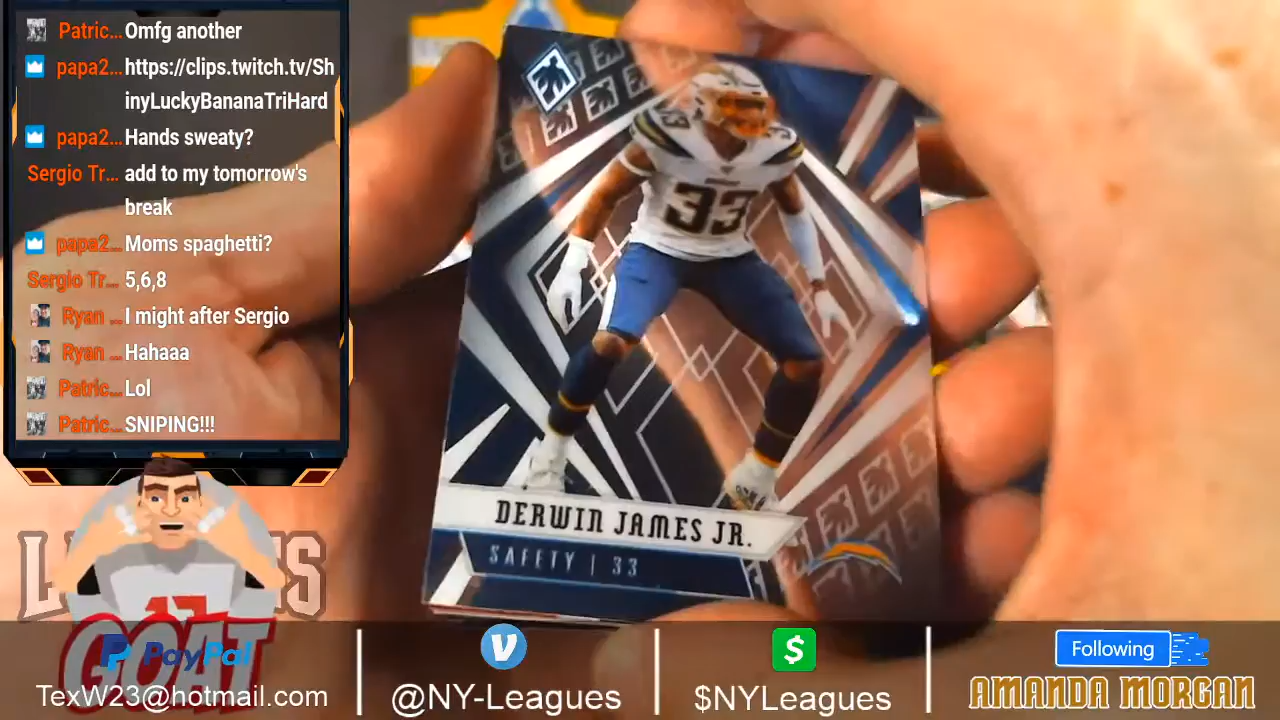 Patric... Omfg another
papa2... https://clips.twitch.tv/Sh
inyLuckyBananaTriHard
papa2... Hands sweaty?
Sergio Tr... add to my tomorrow's
break
papa2... Moms spaghetti?
Sergio Tr... 5,6,8
Ryan ... I might after Sergio
Ryan ... Hahaaa
Patric... Lol
Patric... SNIPING!!!
33
33
DERWIN JAMES JR.
SAFETY | 33
GOAT
PayPal
TexW23@hotmail.com
@NY-Leagues
$
$NYLeagues
Following
AMANDA MORGAN